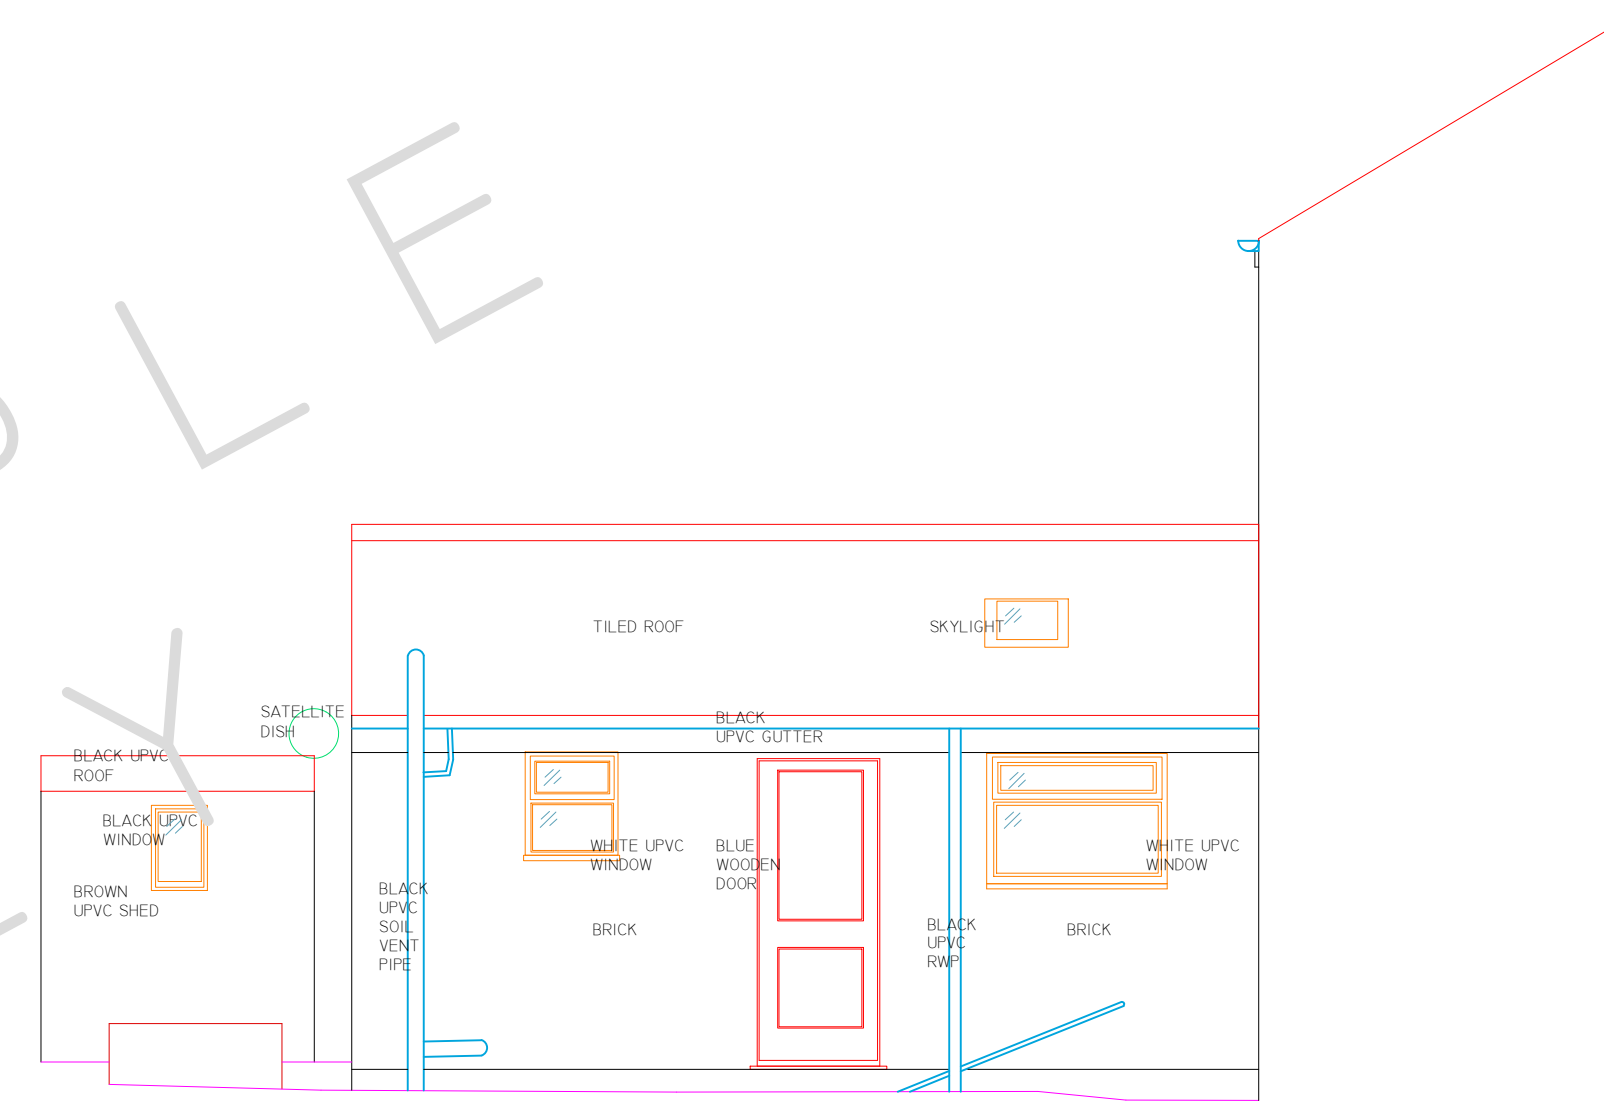 TILED ROOF
SKYLIGHT
SATELLITE
DISH
BLACK
UPVC GUTTER
BLACK UPVC
ROOF
BLACK UPVC
WINDOW
BROWN
UPVC SHED
BLACK
UPVC
SOIL
VENT
PIPE
WHITE UPVC
WINDOW
BRICK
BLUE
WOODEN
DOOR
BLACK
UPVC
RWP
WHITE UPVC
WINDOW
BRICK
L E
Y